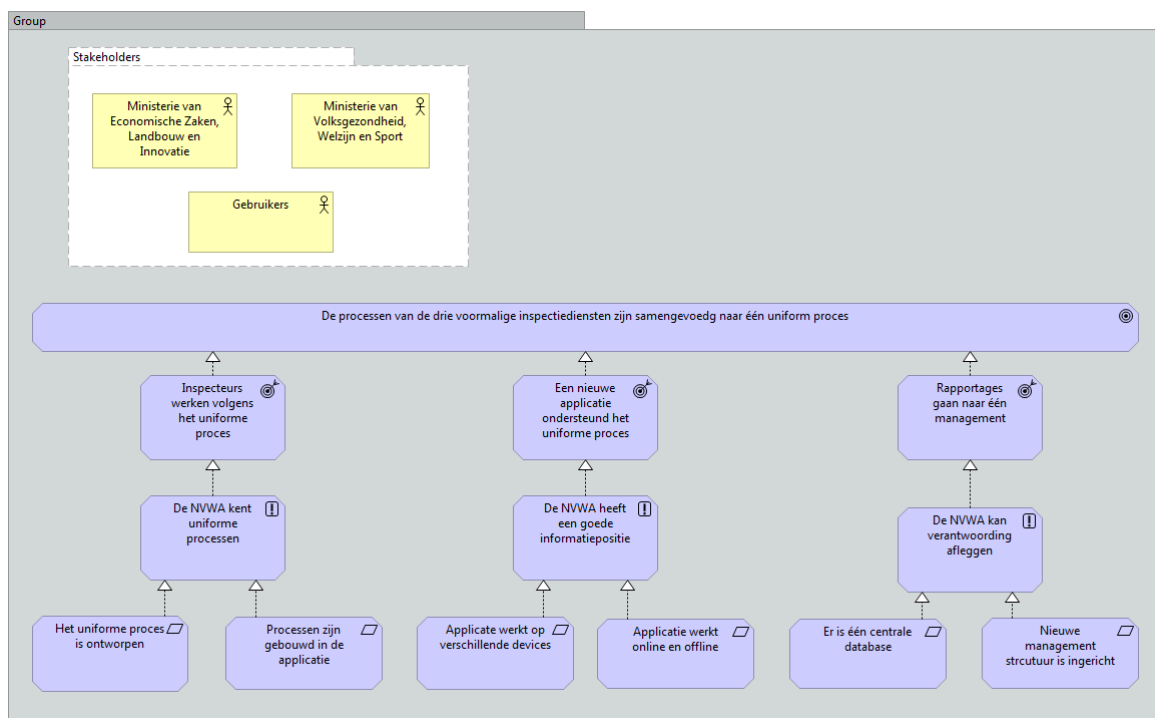 Group
Stakeholders
Ministerie van
Economische Zaken,
Landbouw en
Innovatie
Ministerie van
Volksgezondheid,
Welzijn en Sport
Gebruikers
De processen van de drie voormalige inspectiediensten zijn samengevoedg naar één uniform proces
Inspecteurs
werken volgens
het uniforme
proces
Een nieuwe
applicatie
ondersteund het
uniforme proces
Rapportages
gaan naar één
management
De NVWA kent
uniforme
processen
De NVWA heeft
een goede
informatiepositie
De NVWA kan
verantwoording
afleggen
Het uniforme proces
is ontworpen
Processen zijn
gebouwd in de
applicatie
Applicate werkt op
verschillende devices
Applicatie werkt
online en offline
Er is één centrale
database
Nieuwe
management
strcutuur is ingericht